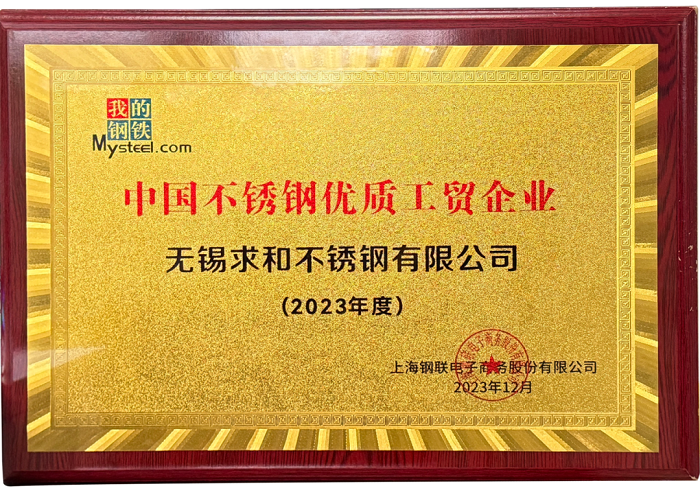 我的
钢铁
Mysteel.com
中国不锈钢优质工贸企业
无锡求和不锈钢有限公司
(2023年度)
上海钢联电子商务股份有限公司
2023年12月